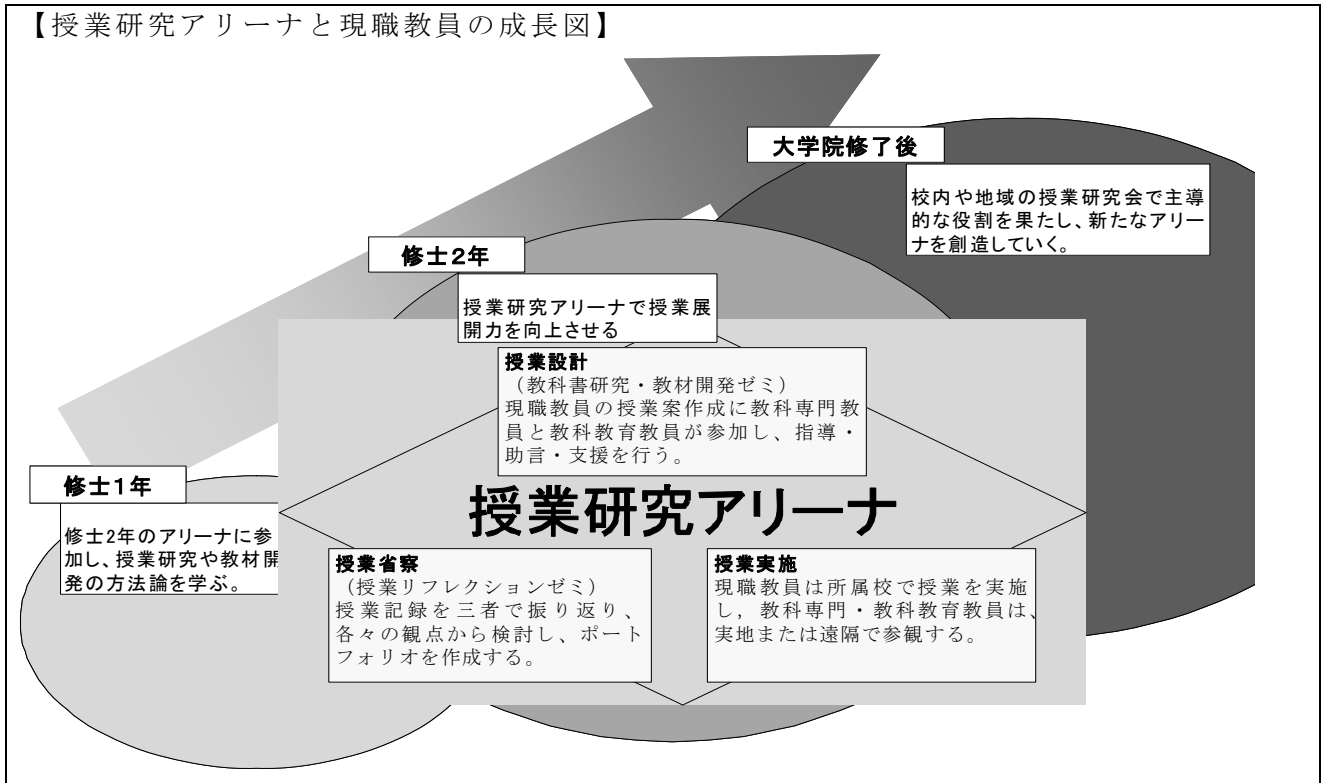 【授業研究アリーナと現職教員の成長図】
大学院修了後
校内や地域の授業研究会で主導
的な役割を果たし、新たなアリー
ナを創造していく。
修士2年
授業研究アリーナで授業展
開力を向上させる
授業設計
（教科書研究・教材開発ゼミ）
現職教員の授業案作成に教科専門教
員と教科教育教員が参加し、指導・
助言・支援を行う。
修士1年
修士2年のアリーナに参
加し、授業研究や教材開
発の方法論を学ぶ。
授業研究アリーナ
授業省察
（授業リフレクションゼミ）
授業記録を三者で振り返り、
各々の観点から検討し、ポート
フォリオを作成する。
授業実施
現職教員は所属校で授業を実施
し，教科専門・教科教育教員は、
実地または遠隔で参観する。